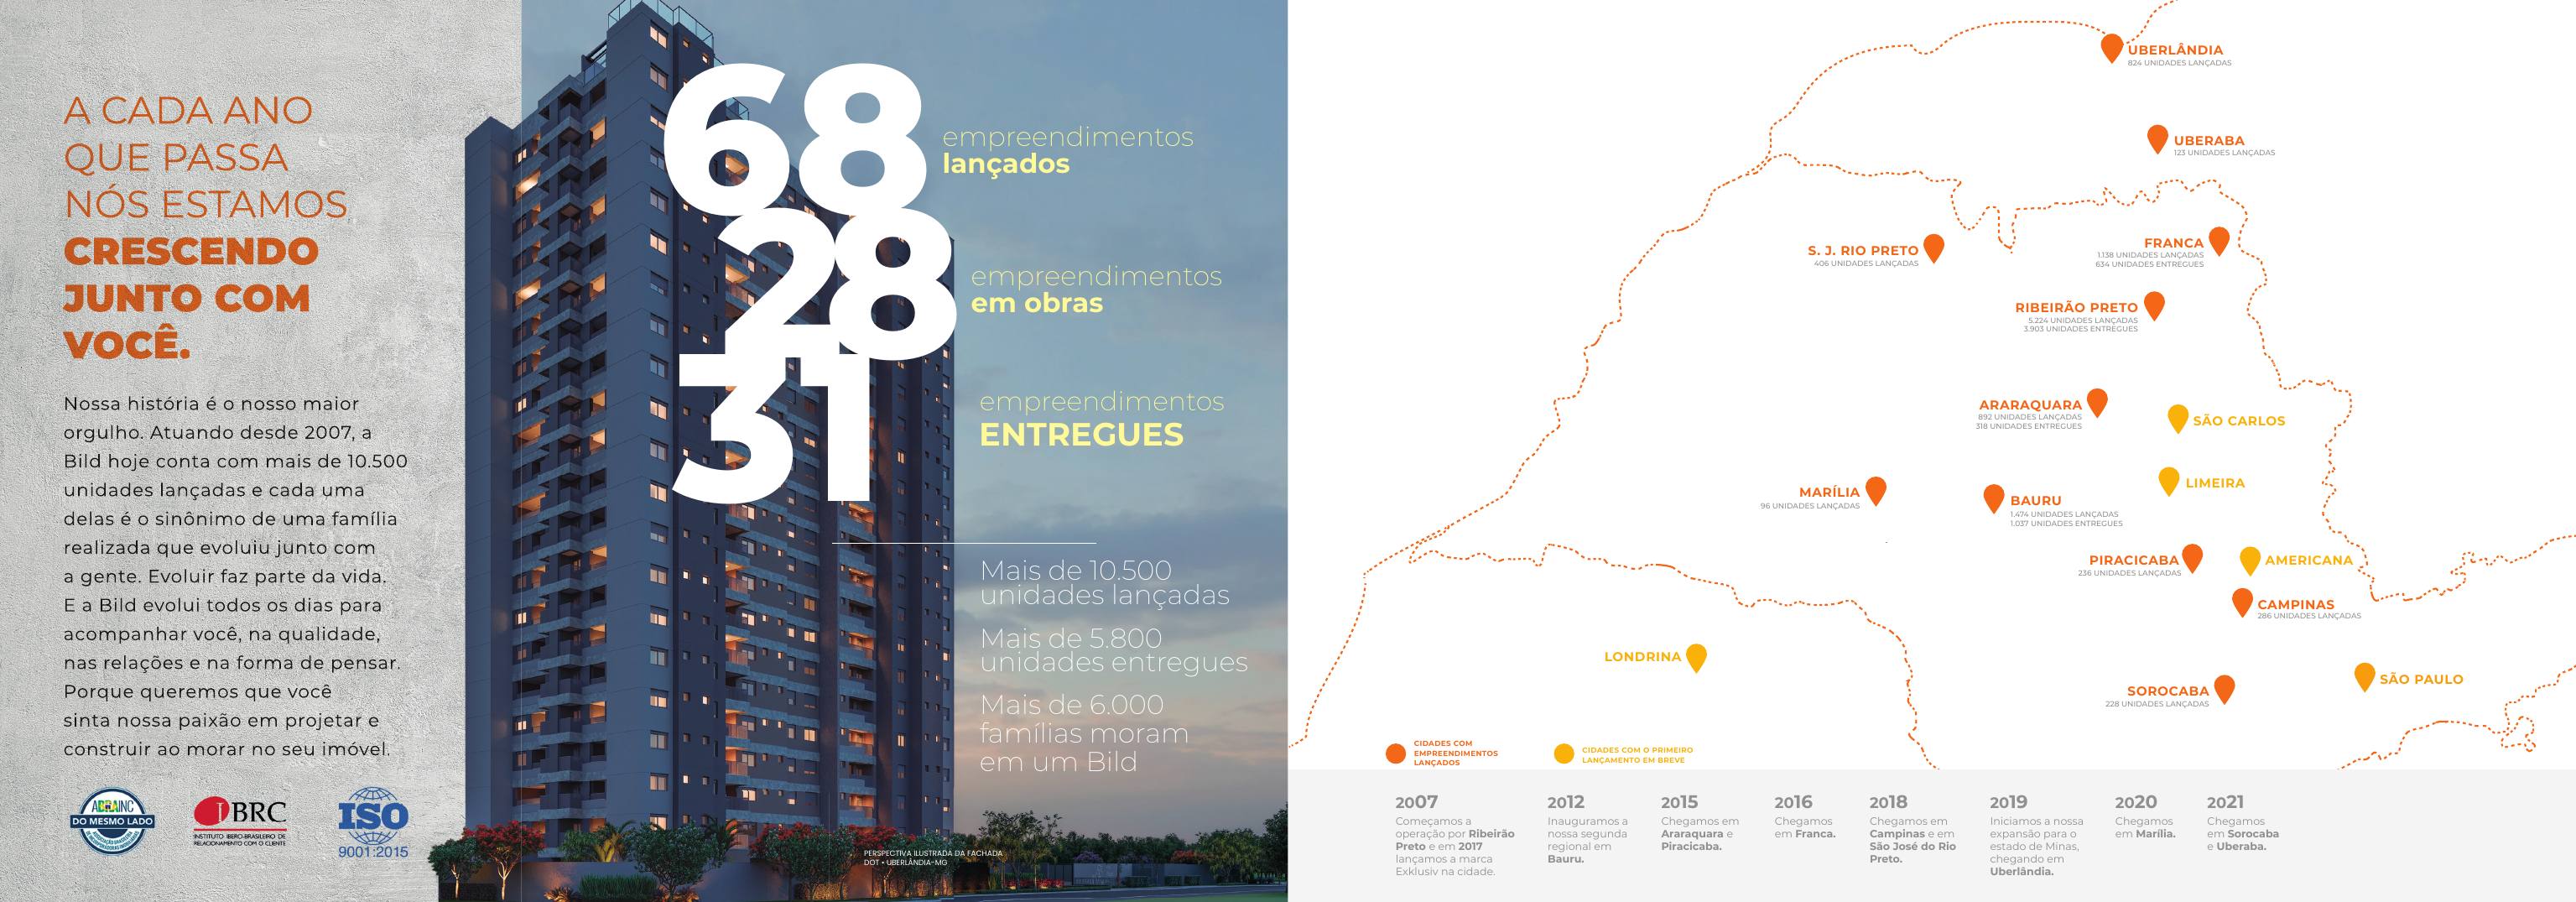 A CADA ANO
QUE PASSA
NÓS ESTAMOS
CRESCENDO
JUNTO COM
VOCÊ.
Nossa história é o nosso maior
orgulho. Atuando desde 2007, a
Bild hoje conta com mais de 10.500
unidades lançadas e cada uma
delas é o sinônimo de uma família
realizada que evoluiu junto com
a gente. Evoluir faz parte da vida.
E a Bild evolui todos os dias para
acompanhar você, na qualidade,
nas relações e na forma de pensar.
Porque queremos que você
sinta nossa paixão em projetar e
construir ao morar no seu imóvel.
ABRAINC
DO MESMO LADO
IBRC
INSTITUTO IBERO-BRASILEIRO DE
RELACIONAMENTO COM O CLIENTE
ISO
9001:2015
68
empreendimentos
lançados
28
empreendimentos
em obras
31
empreendimentos
ENTREGUES
Mais de 10.500
unidades lançadas
Mais de 5.800
unidades entregues
Mais de 6.000
famílias moram
em um Bild
PERSPECTIVA ILUSTRADA DA FACHADA
DOT • UBERLÂNDIA-MG
UBERLÂNDIA
824 UNIDADES LANÇADAS
UBERABA
123 UNIDADES LANÇADAS
S. J. RIO PRETO
406 UNIDADES LANÇADAS
FRANCA
1.138 UNIDADES LANÇADAS
634 UNIDADES ENTREGUES
RIBEIRÃO PRETO
5.224 UNIDADES LANÇADAS
3.903 UNIDADES ENTREGUES
ARARAQUARA
892 UNIDADES LANÇADAS
318 UNIDADES ENTREGUES
SÃO CARLOS
LIMEIRA
MARÍLIA
96 UNIDADES LANÇADAS
BAURU
1.474 UNIDADES LANÇADAS
1.037 UNIDADES ENTREGUES
PIRACICABA
236 UNIDADES LANÇADAS
AMERICANA
CAMPINAS
286 UNIDADES LANÇADAS
LONDRINA
SOROCABA
228 UNIDADES LANÇADAS
SÃO PAULO
CIDADES COM
EMPREENDIMENTOS
LANÇADOS
CIDADES COM O PRIMEIRO
LANÇAMENTO EM BREVE
2007
Começamos a
operação por Ribeirão
Preto e em 2017
lançamos a marca
Exklusiv na cidade.
2012
Inauguramos a
nossa segunda
regional em
Bauru.
2015
Chegamos em
Araraquara e
Piracicaba.
2016
Chegamos
em Franca.
2018
Chegamos em
Campinas e em
São José do Rio
Preto.
2019
Iniciamos a nossa
expansão para o
estado de Minas,
chegando em
Uberlândia.
2020
Chegamos
em Marília.
2021
Chegamos
em Sorocaba
e Uberaba.